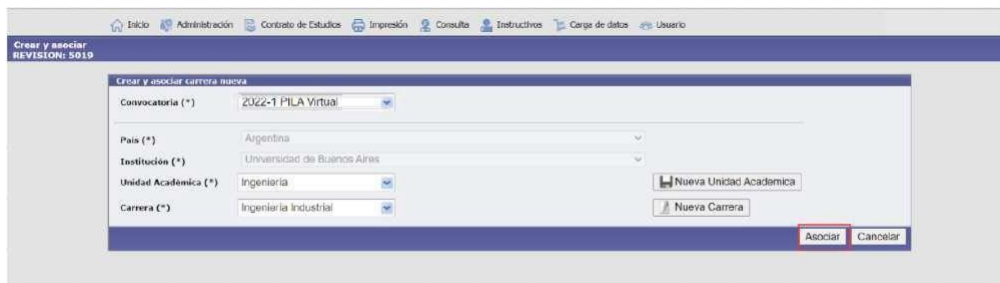 Inicio Administración Contrato de Estudios Impresión Consulta Instructivos Carga de datos Usuario
Crear y asociar
REVISION: 5019
Crear y asociar carrera nueva
Convocatoria (*) 2022-1 PILA Virtual
País (*) Argentina
Institución (*) Universidad de Buenos Aires
Unidad Académica (*) Ingeniería Nueva Unidad Academica
Carrera (*) Ingeniería Industrial Nueva Carrera
Asociar Cancelar